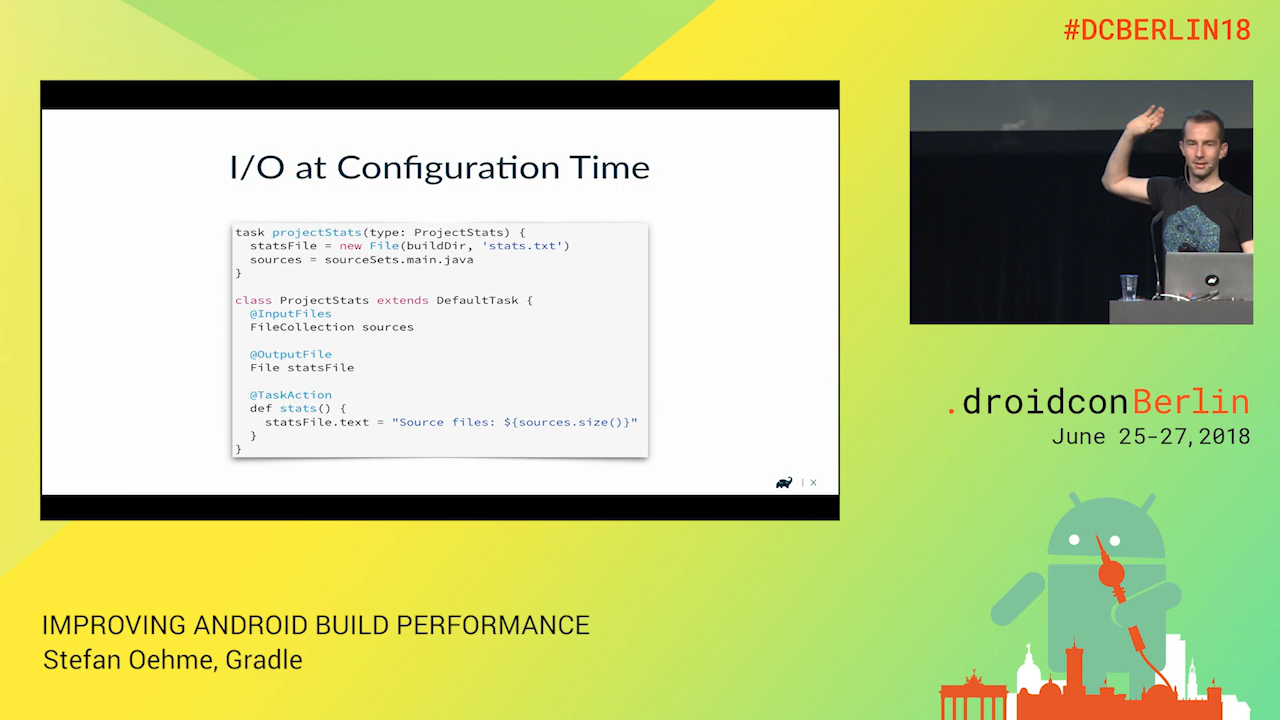 #DCBERLIN18
I/O at Configuration Time
task projectStats(type: ProjectStats) {
  statsFile = new File(buildDir, 'stats.txt')
  sources = sourceSets.main.java
}
class ProjectStats extends DefaultTask {
  @InputFiles
  FileCollection sources
  @OutputFile
  File statsFile
  @TaskAction
  def stats() {
    statsFile.text = "Source files: ${sources.size()}"
  }
}
| X
.droidconBerlin
June 25-27, 2018
IMPROVING ANDROID BUILD PERFORMANCE
Stefan Oehme, Gradle